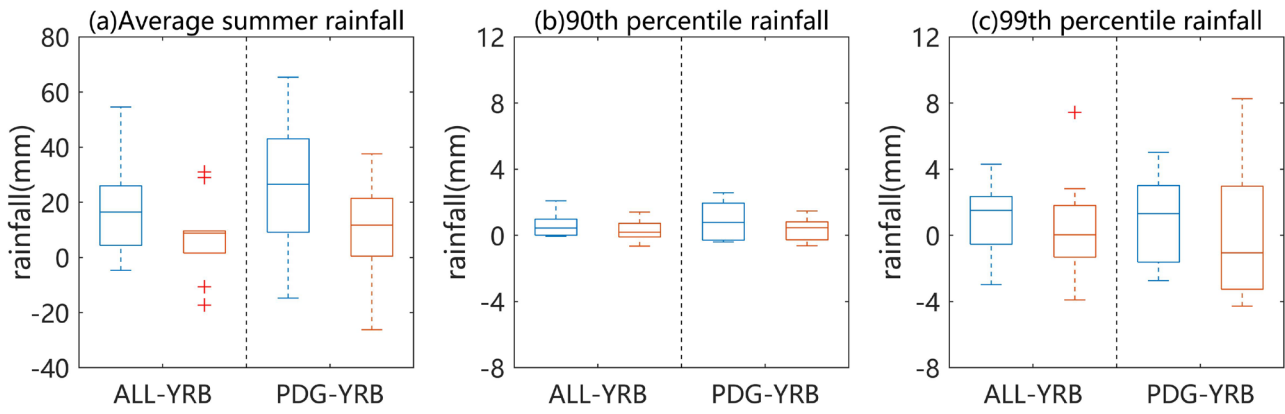 (a)Average summer rainfall
80
60
40
20
0
-20
-40
rainfall(mm)
ALL-YRB PDG-YRB
(b)90th percentile rainfall
12
8
4
0
-4
-8
rainfall(mm)
ALL-YRB PDG-YRB
(c)99th percentile rainfall
12
8
4
0
-4
-8
rainfall(mm)
ALL-YRB PDG-YRB